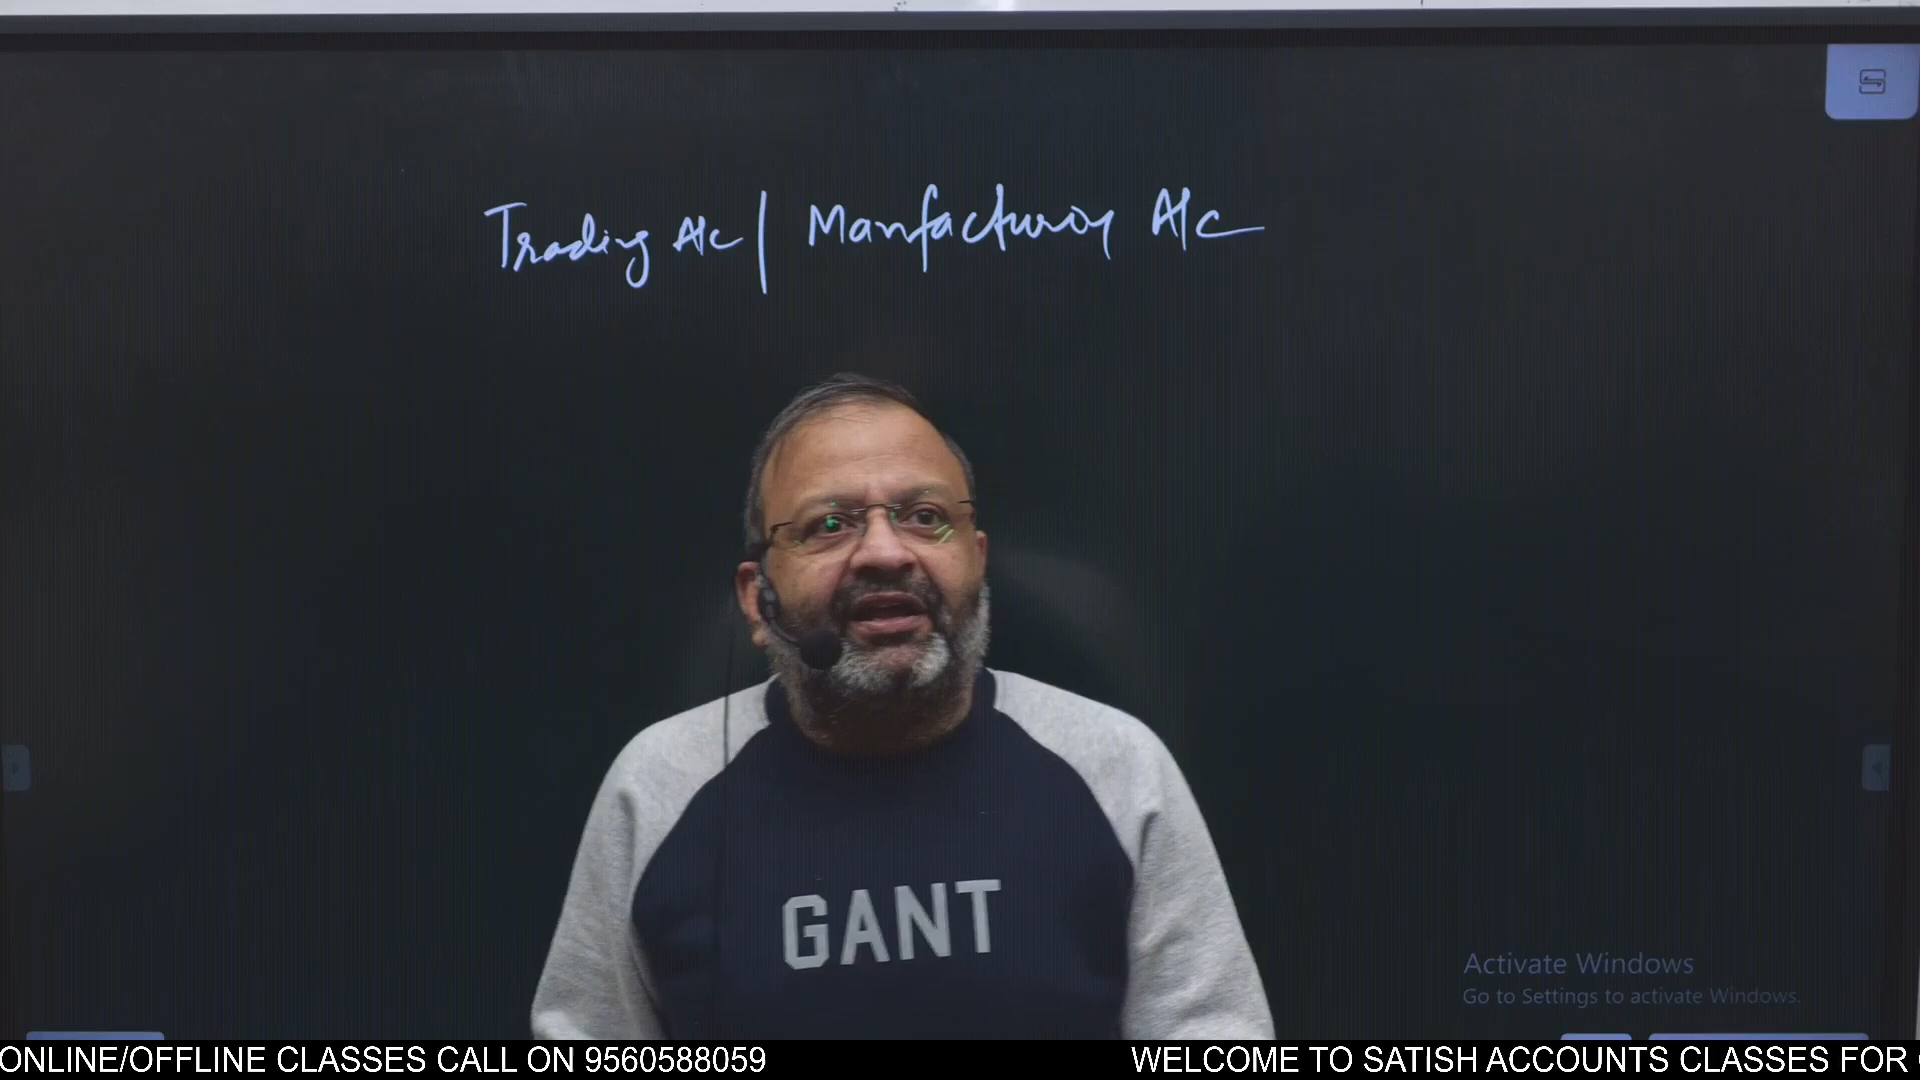 Trading A/c | Manfacturing A/c
GANT
Activate Windows
Go to Settings to activate Windows.
ONLINE/OFFLINE CLASSES CALL ON 9560588059 WELCOME TO SATISH ACCOUNTS CLASSES FOR